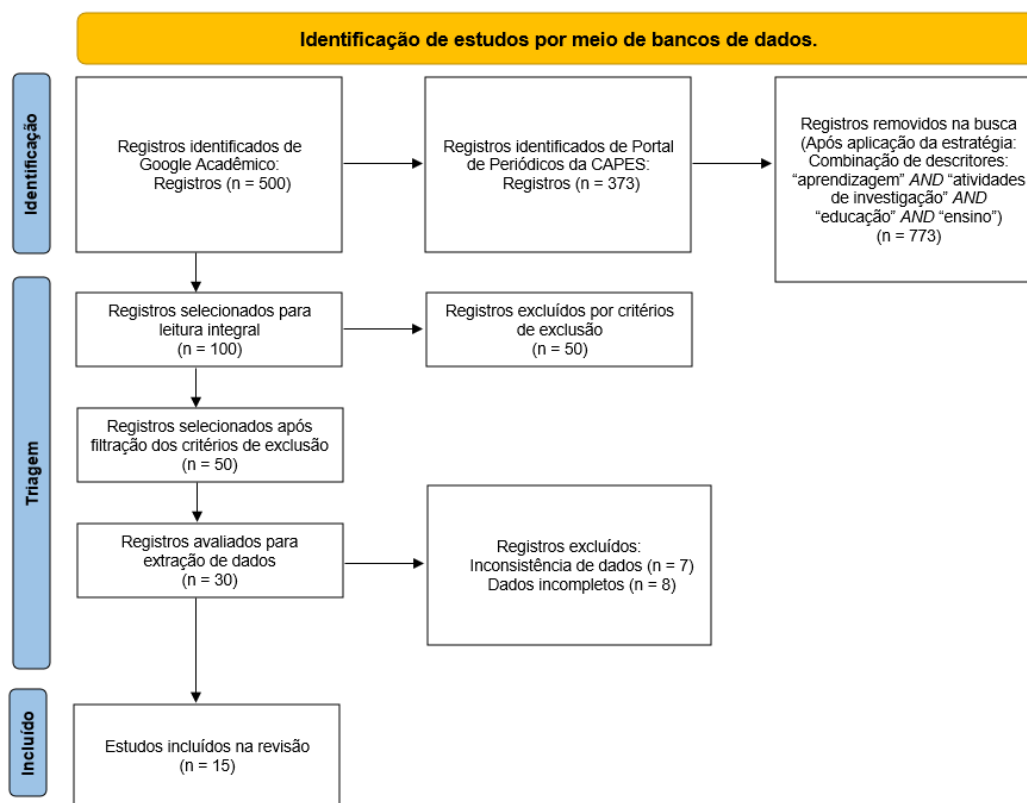 Identificação de estudos por meio de bancos de dados.
Identificação
Registros identificados de
Google Acadêmico:
Registros (n = 500)
Registros identificados de Portal
de Periódicos da CAPES:
Registros (n = 373)
Registros removidos na busca
(Após aplicação da estratégia:
Combinação de descritores:
“aprendizagem” AND “atividades
de investigação” AND
“educação” AND “ensino”)
(n = 773)
Triagem
Registros selecionados para
leitura integral
(n = 100)
Registros excluídos por critérios
de exclusão
(n = 50)
Registros selecionados após
filtração dos critérios de exclusão
(n = 50)
Registros avaliados para
extração de dados
(n = 30)
Registros excluídos:
Inconsistência de dados (n = 7)
Dados incompletos (n = 8)
Incluído
Estudos incluídos na revisão
(n = 15)